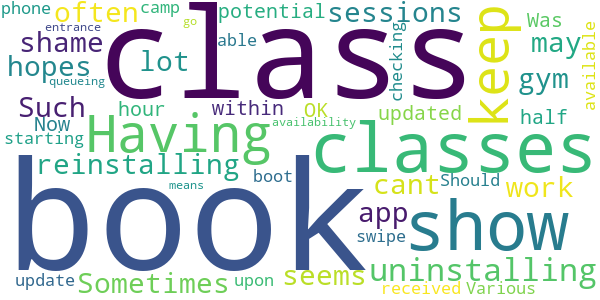 phone often camp potential sessions Was
entrance go able
shame class keep may
hopes lot checking gym available
queueing
Such hour within OK updated half
Now Having availability classes
starting
reinstalling boot cant Should work
means
book app show
swipe
update Sometimes upon seems uninstalling
received Various